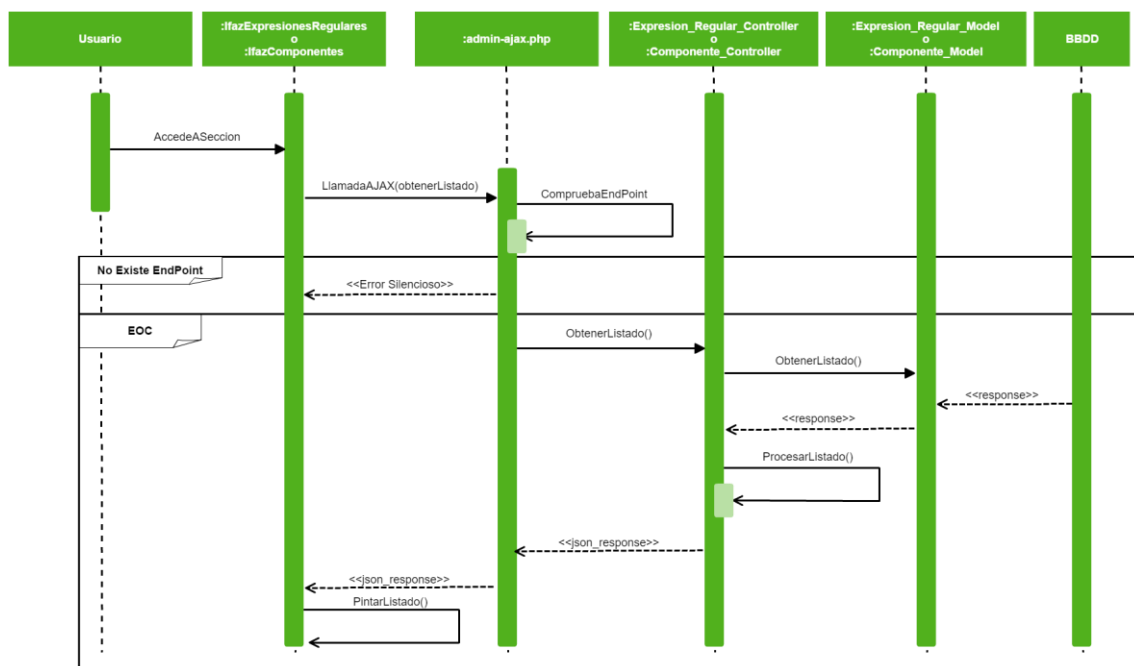 Usuario
:IfazExpresionesRegulares
o
:IfazComponentes
:admin-ajax.php
:Expresion_Regular_Controller
o
:Componente_Controller
:Expresion_Regular_Model
o
:Componente_Model
BBDD
AccedeASeccion
LlamadaAJAX(obtenerListado)
CompruebaEndPoint
No Existe EndPoint
<<Error Silencioso>>
EOC
ObtenerListado()
ObtenerListado()
<<response>>
<<response>>
ProcesarListado()
<<json_response>>
<<json_response>>
PintarListado()